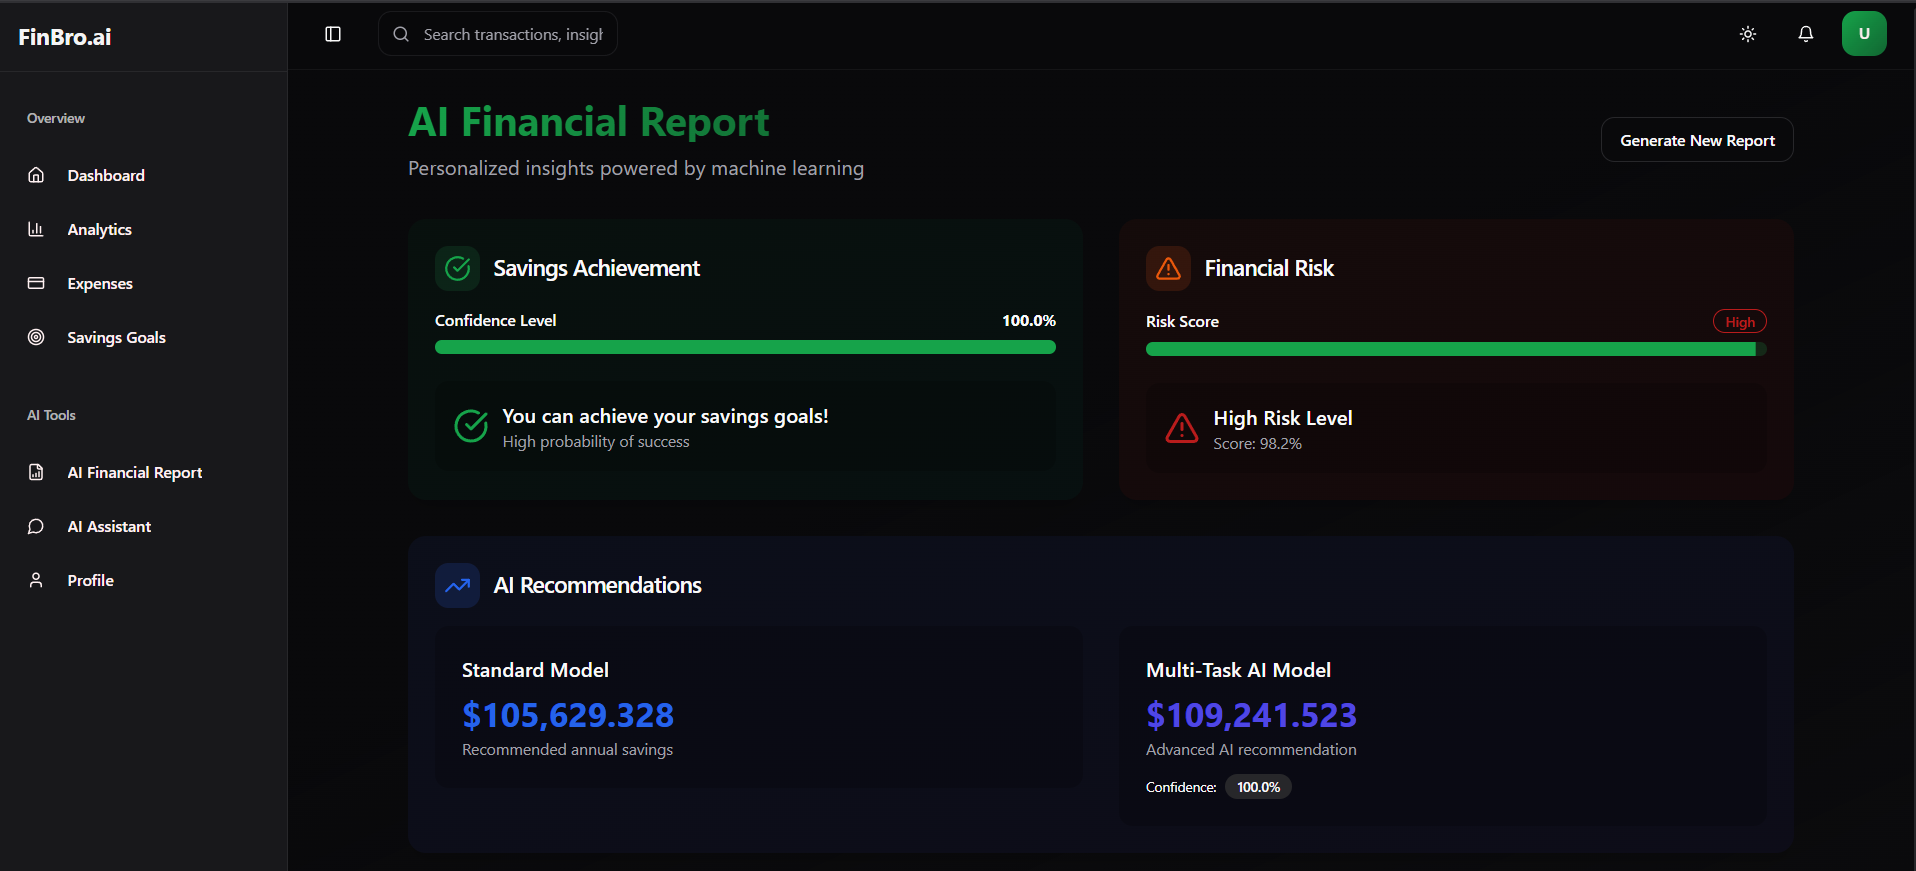 FinBro.ai
Search transactions, insigh
U
Overview
Dashboard
Analytics
Expenses
Savings Goals
AI Tools
AI Financial Report
AI Assistant
Profile
AI Financial Report
Personalized insights powered by machine learning
Generate New Report
Savings Achievement
Confidence Level 100.0%
You can achieve your savings goals!
High probability of success
Financial Risk
Risk Score High
High Risk Level
Score: 98.2%
AI Recommendations
Standard Model
$105,629.328
Recommended annual savings
Multi-Task AI Model
$109,241.523
Advanced AI recommendation
Confidence: 100.0%